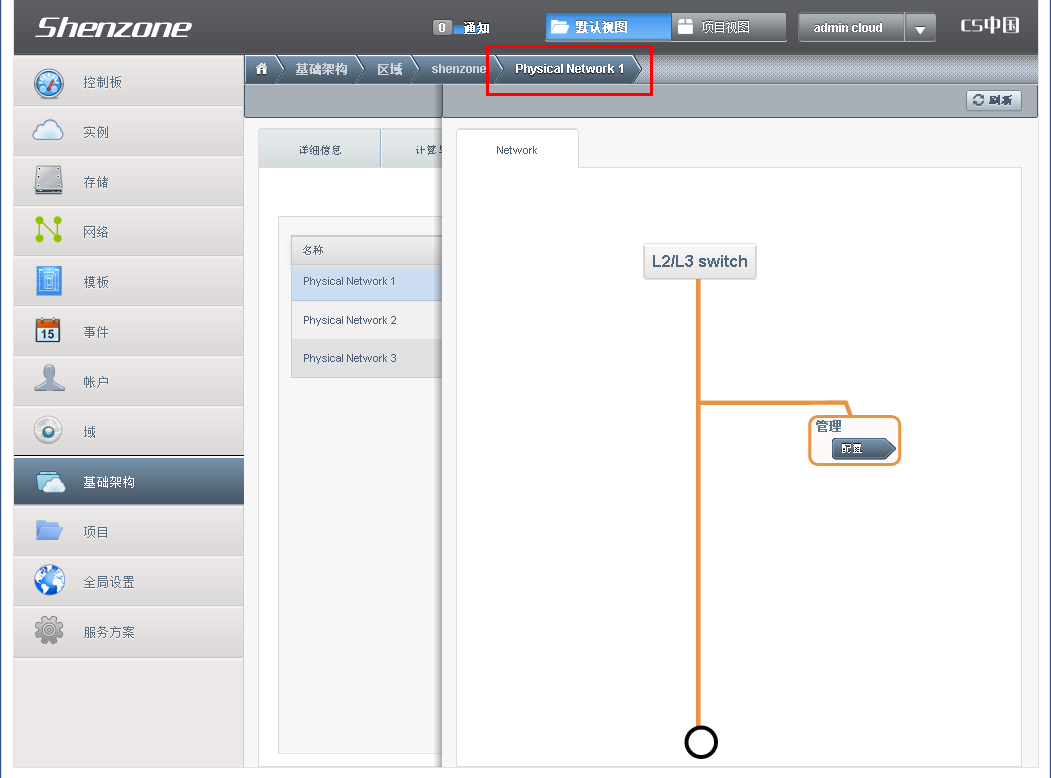 Shenzone
0 通知
默认视图
项目视图
admin cloud
CS中国
基础架构
区域
shenzone
Physical Network 1
刷新
控制板
实例
存储
网络
模板
15
事件
帐户
域
基础架构
项目
全局设置
服务方案
详细信息
计算
Network
名称
Physical Network 1
Physical Network 2
Physical Network 3
L2/L3 switch
管理
配置